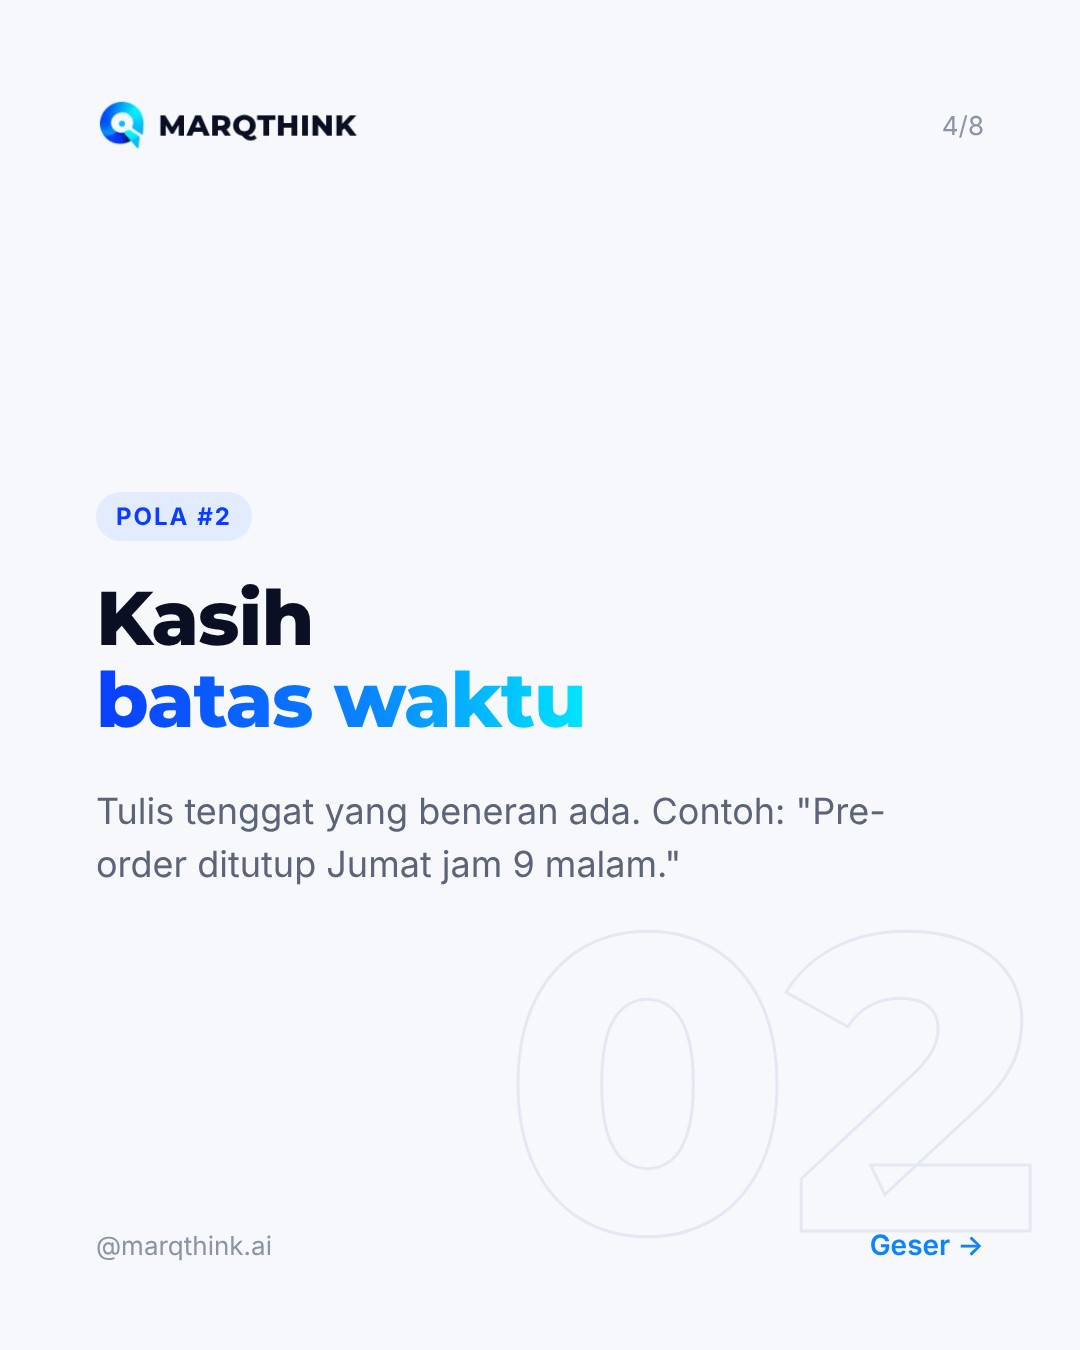 MARQTHINK
4/8
POLA #2
Kasih
batas waktu
Tulis tenggat yang beneran ada. Contoh: "Pre-
order ditutup Jumat jam 9 malam."
02
@marqthink.ai
Geser →